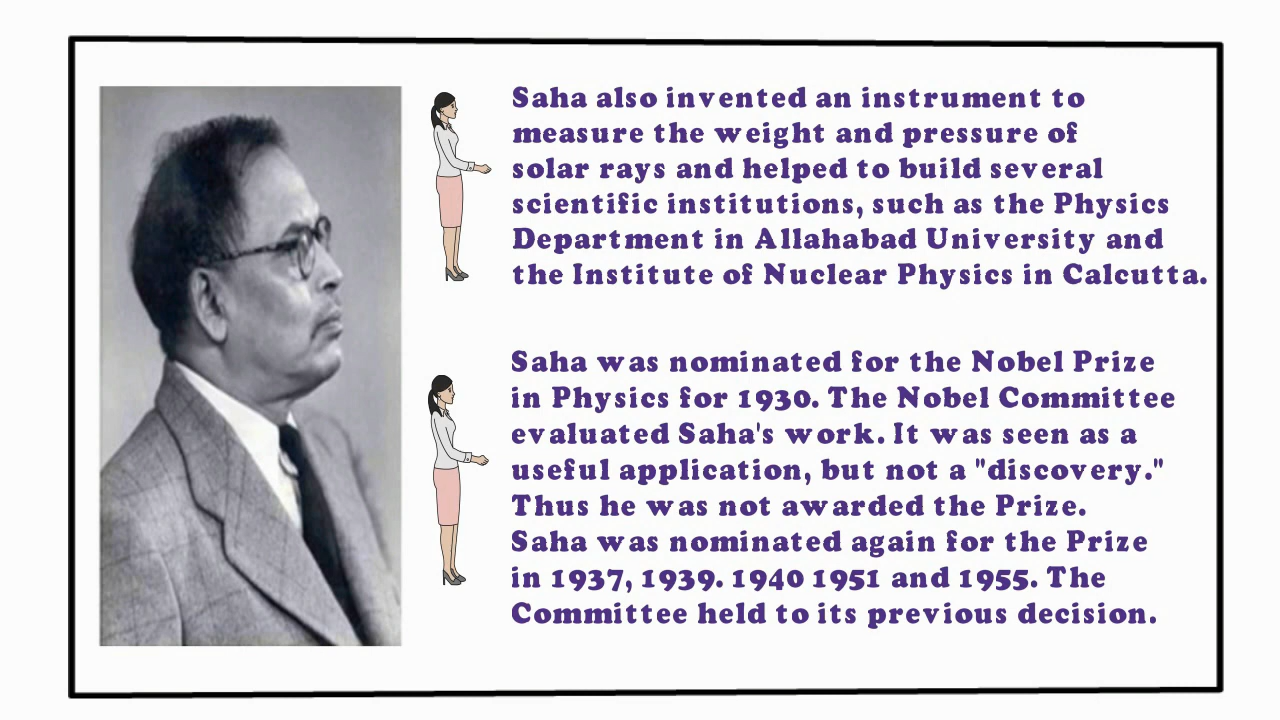 Saha also invented an instrument to
measure the weight and pressure of
solar rays and helped to build several
scientific institutions, such as the Physics
Department in Allahabad University and
the Institute of Nuclear Physics in Calcutta.
Saha was nominated for the Nobel Prize
in Physics for 1930. The Nobel Committee
evaluated Saha's work. It was seen as a
useful application, but not a "discovery."
Thus he was not awarded the Prize.
Saha was nominated again for the Prize
in 1937, 1939. 1940 1951 and 1955. The
Committee held to its previous decision.